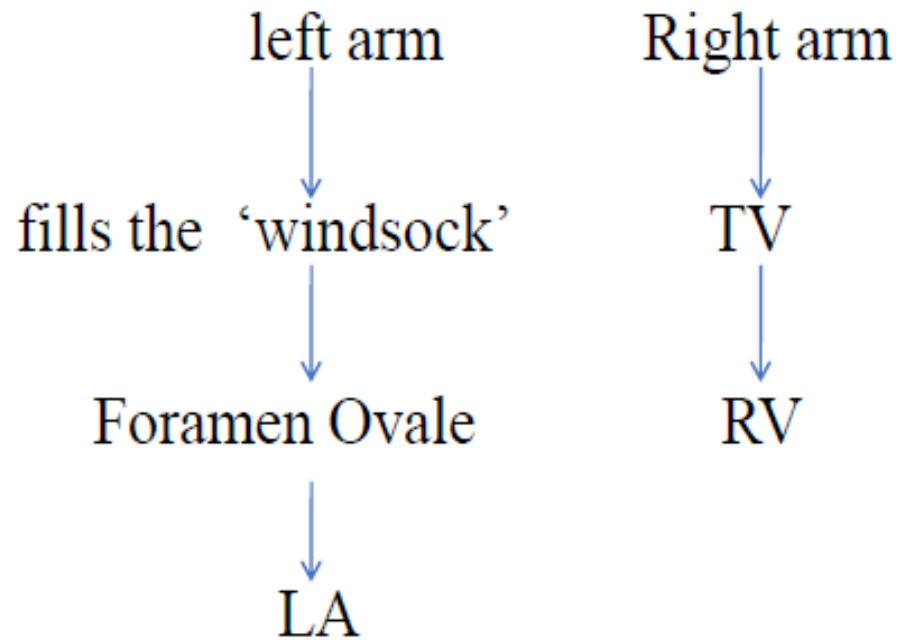 left arm Right arm
fills the ‘windsock’ TV
Foramen Ovale RV
LA